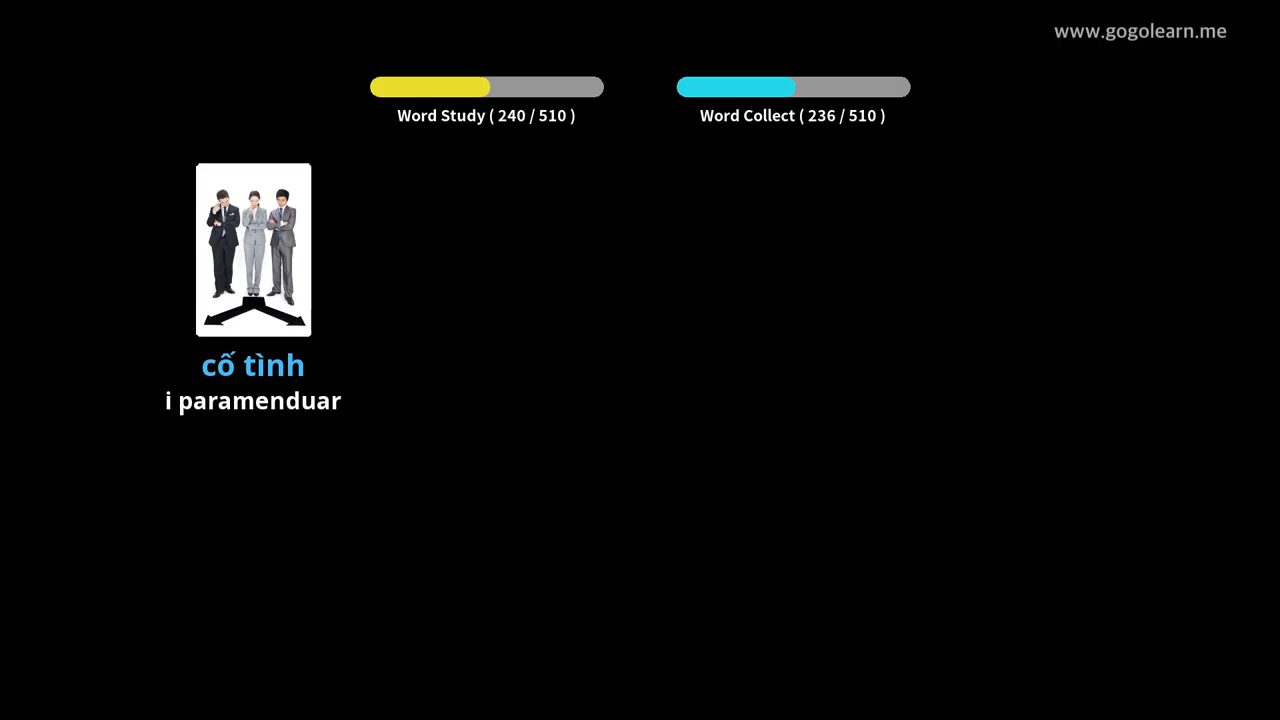 www.gogolearn.me
Word Study ( 240 / 510 )
Word Collect ( 236 / 510 )
cố tình
i paramenduar